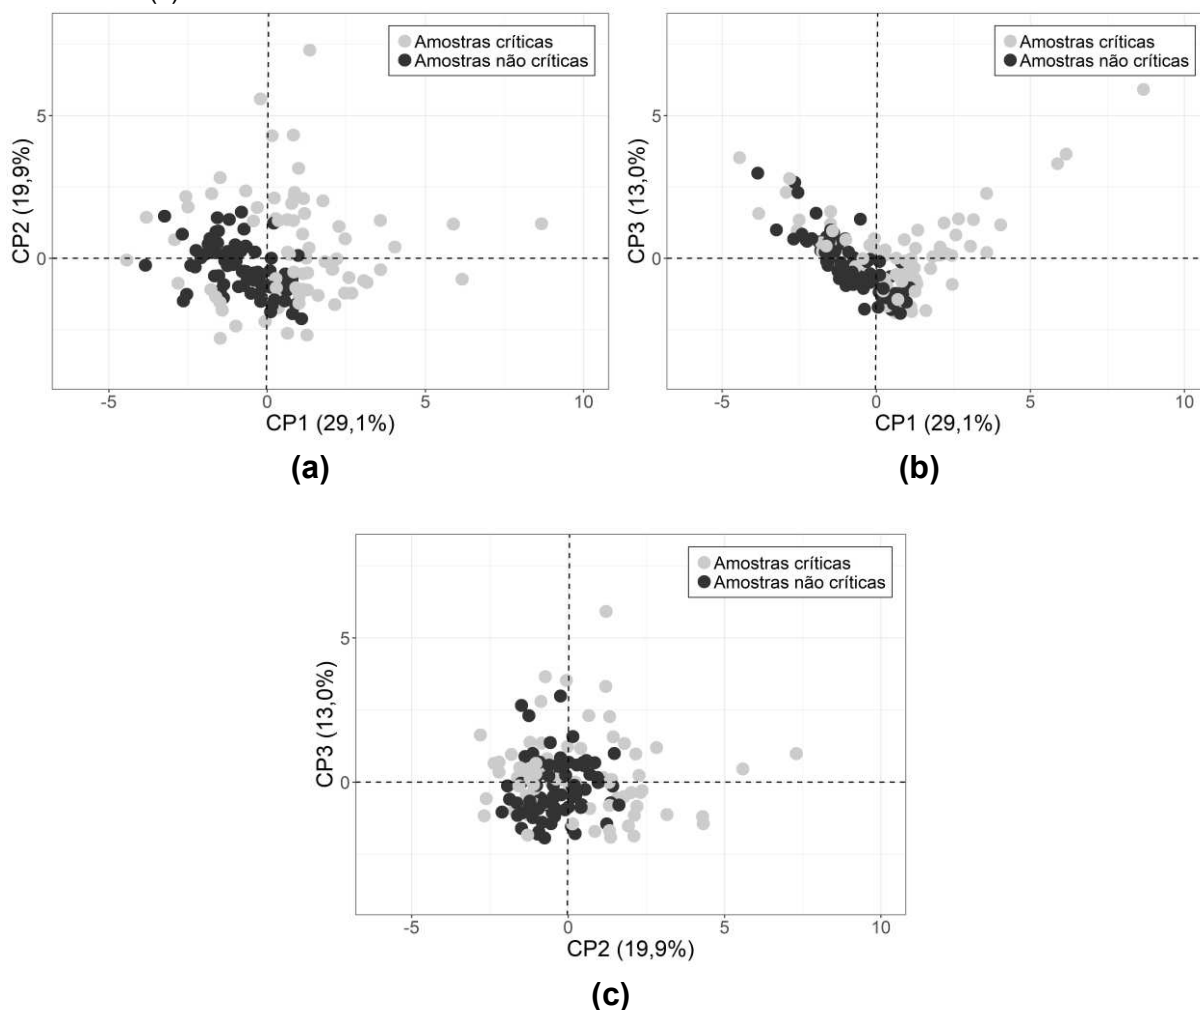 Amostras críticas
Amostras não críticas
5
0
CP2 (19,9%)
-5 0 5 10
CP1 (29,1%)
(a)
Amostras críticas
Amostras não críticas
5
0
CP3 (13,0%)
-5 0 5 10
CP1 (29,1%)
(b)
Amostras críticas
Amostras não críticas
5
0
CP3 (13,0%)
-5 0 5 10
CP2 (19,9%)
(c)